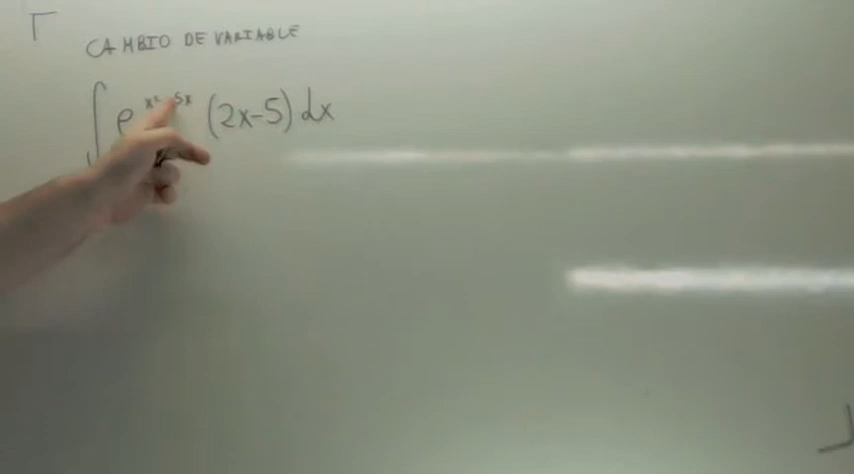 CAMBIO DE VARIABLE
∫ e^{x² 5x} (2x-5) dx